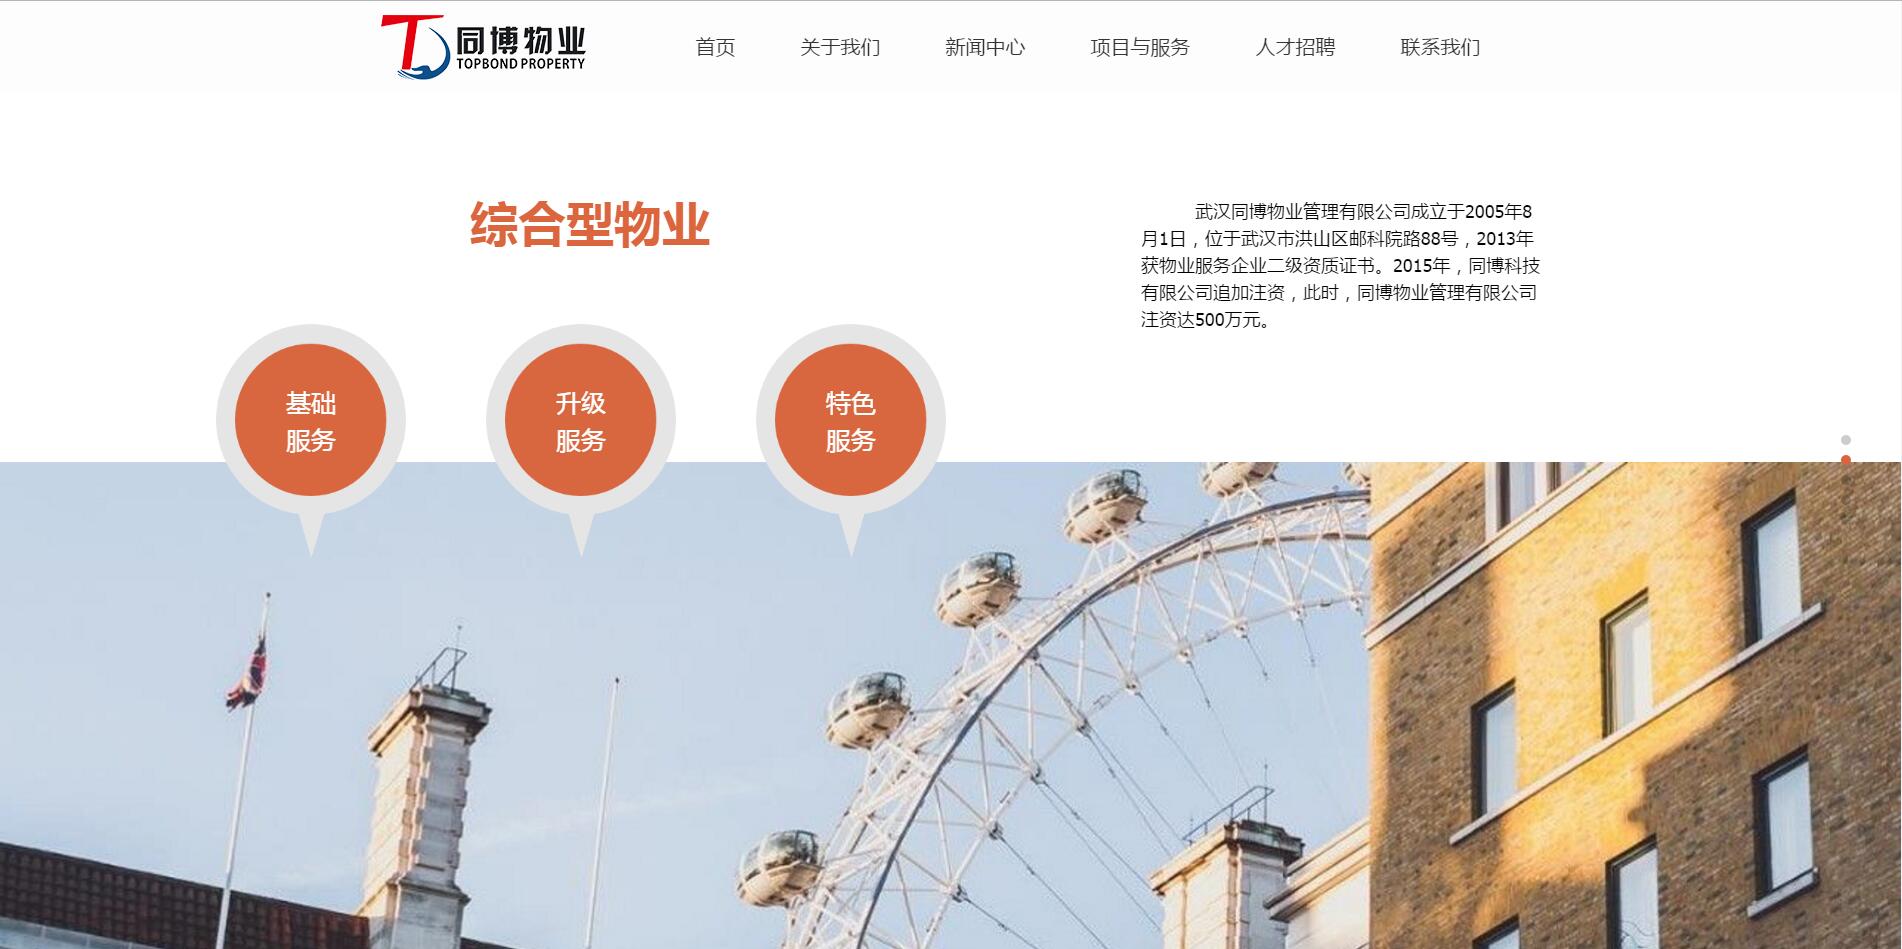 同博物业
TOPBOND PROPERTY
首页
关于我们
新闻中心
项目与服务
人才招聘
联系我们
综合型物业
武汉同博物业管理有限公司成立于2005年8
月1日，位于武汉市洪山区邮科院路88号，2013年
获物业服务企业二级资质证书。2015年，同博科技
有限公司追加注资，此时，同博物业管理有限公司
注资达500万元。
基础
服务
升级
服务
特色
服务